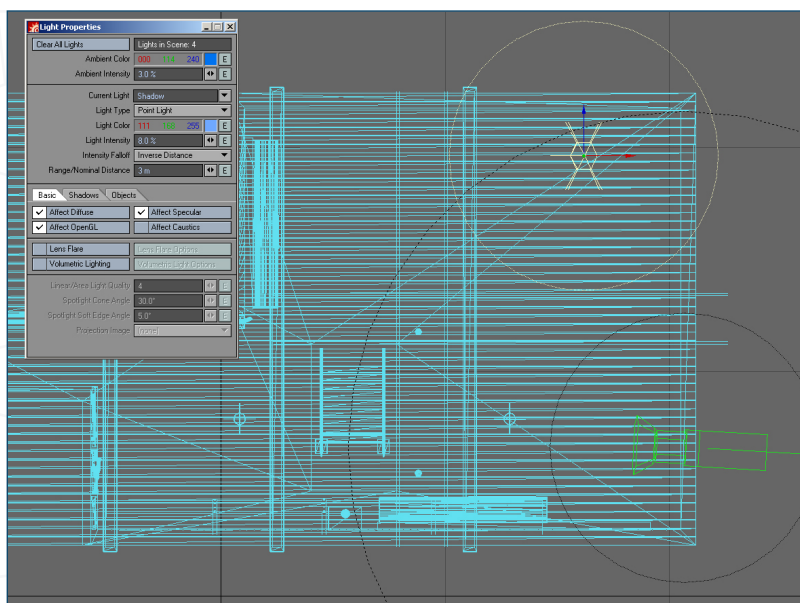 Light Properties
Clear All Lights Lights in Scene: 4
Ambient Color 000 240 E
Ambient Intensity 3.0 % E
Current Light Shadow
Light Type Point Light
Light Color 111 255 E
Light Intensity 8.0 % E
Intensity Falloff Inverse Distance
Range/Nominal Distance 3 m E
Basic Shadows Objects
Affect Diffuse Affect Specular
Affect OpenGL Affect Caustics
Lens Flare Lens Flare Options
Volumetric Lighting Volumetric Light Options
Linear/Area Light Quality 4 E
Spotlight Cone Angle 30.0° E
Spotlight Soft Edge Angle 5.0° E
Projection Image (none)